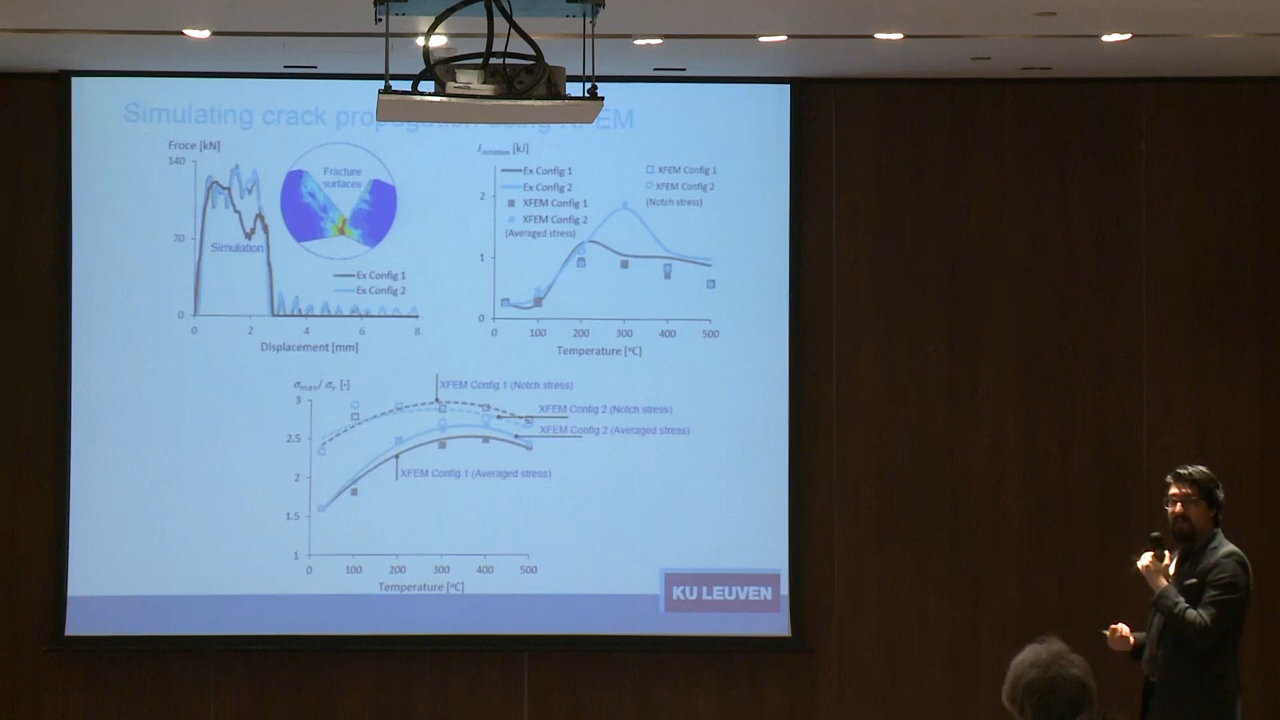 Simulating crack propagation using XFEM
Froce [kN]
140
70
0
0
2
4
6
8
Displacement [mm]
Fracture
surfaces
Simulation
Ex Config 1
Ex Config 2
J initiation [kJ]
2
1
0
Ex Config 1
Ex Config 2
XFEM Config 1
XFEM Config 2
(Averaged stress)
XFEM Config 1
XFEM Config 2
(Notch stress)
0
100
200
300
400
500
Temperature [°C]
σmax/ σy [-]
3
2.5
2
1.5
1
XFEM Config 1 (Notch stress)
XFEM Config 2 (Notch stress)
XFEM Config 2 (Averaged stress)
XFEM Config 1 (Averaged stress)
0
100
200
300
400
500
Temperature [°C]
KU LEUVEN